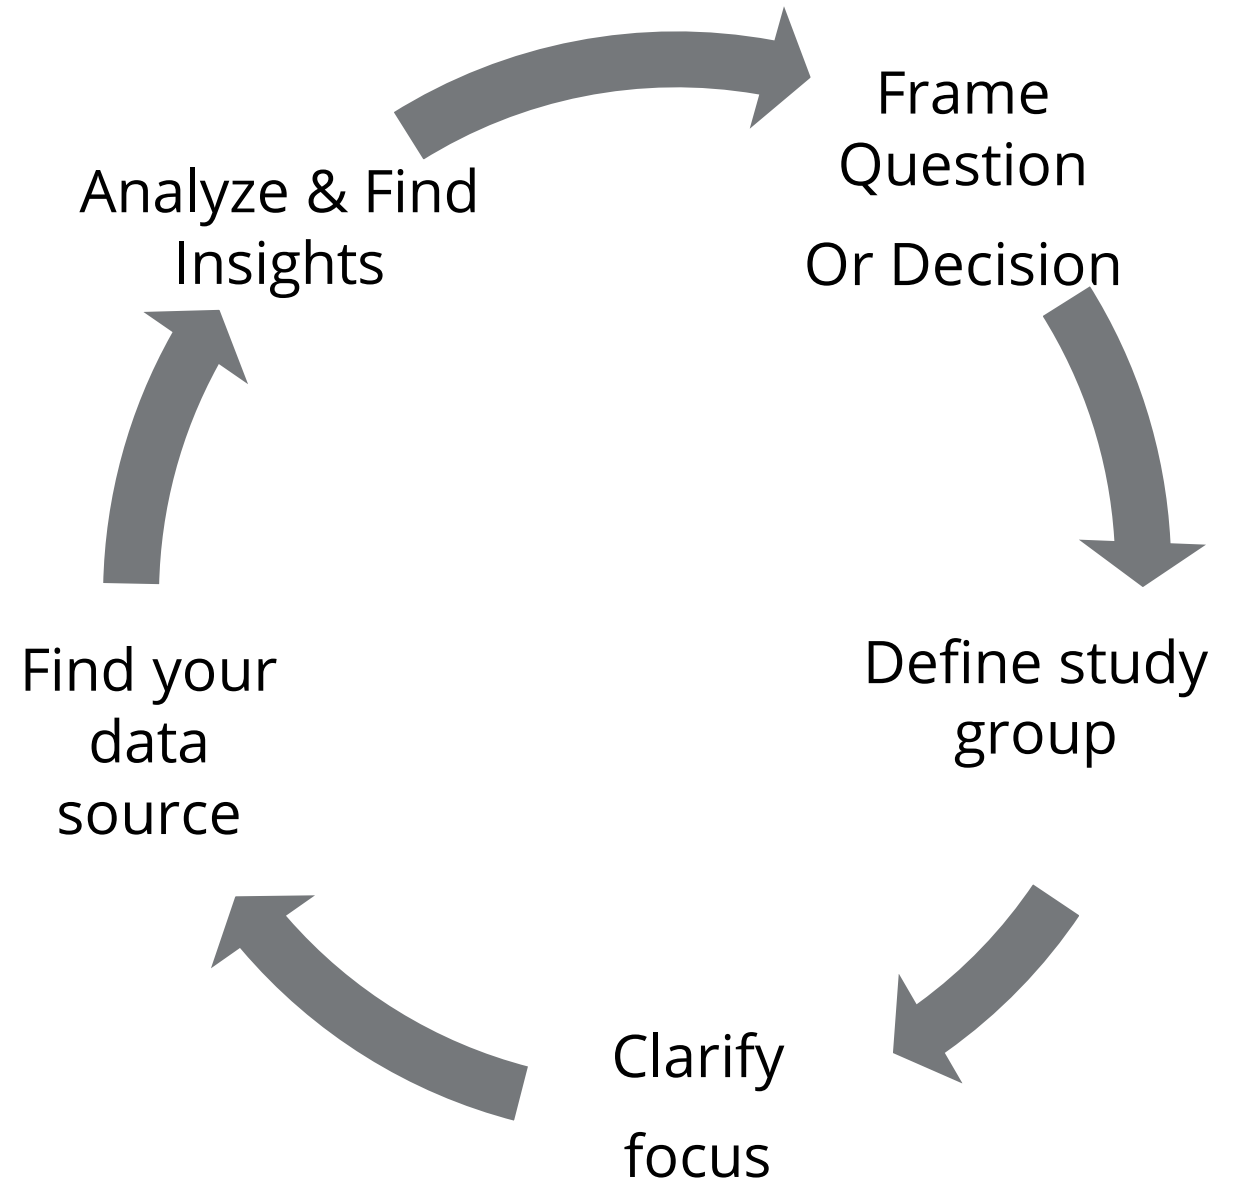 Frame
Question
Or Decision
Define study
group
Clarify
focus
Find your
data
source
Analyze & Find
Insights